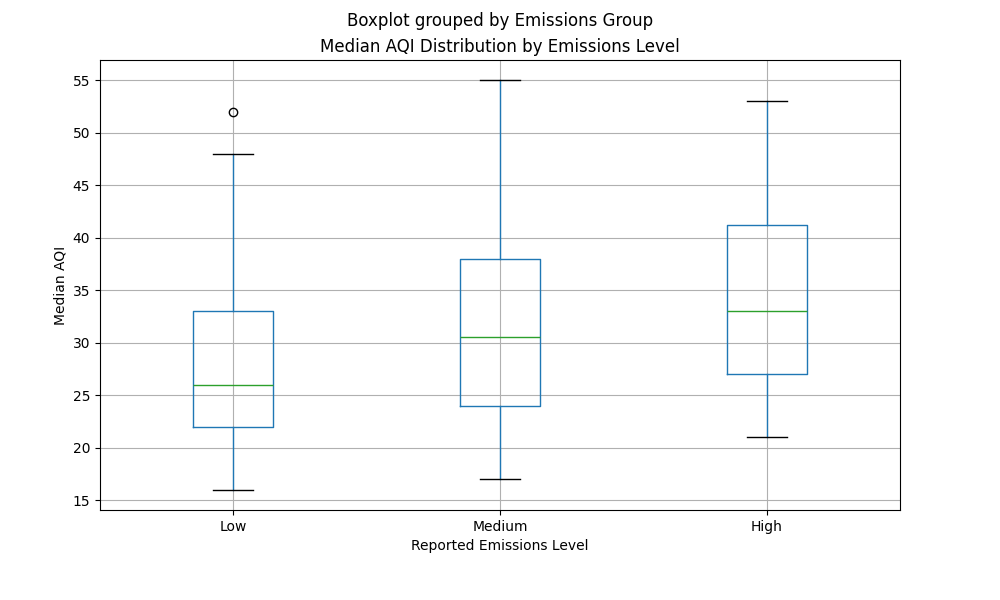 Boxplot grouped by Emissions Group
Median AQI Distribution by Emissions Level
Median AQI
55
50
45
40
35
30
25
20
15
Low Medium High
Reported Emissions Level